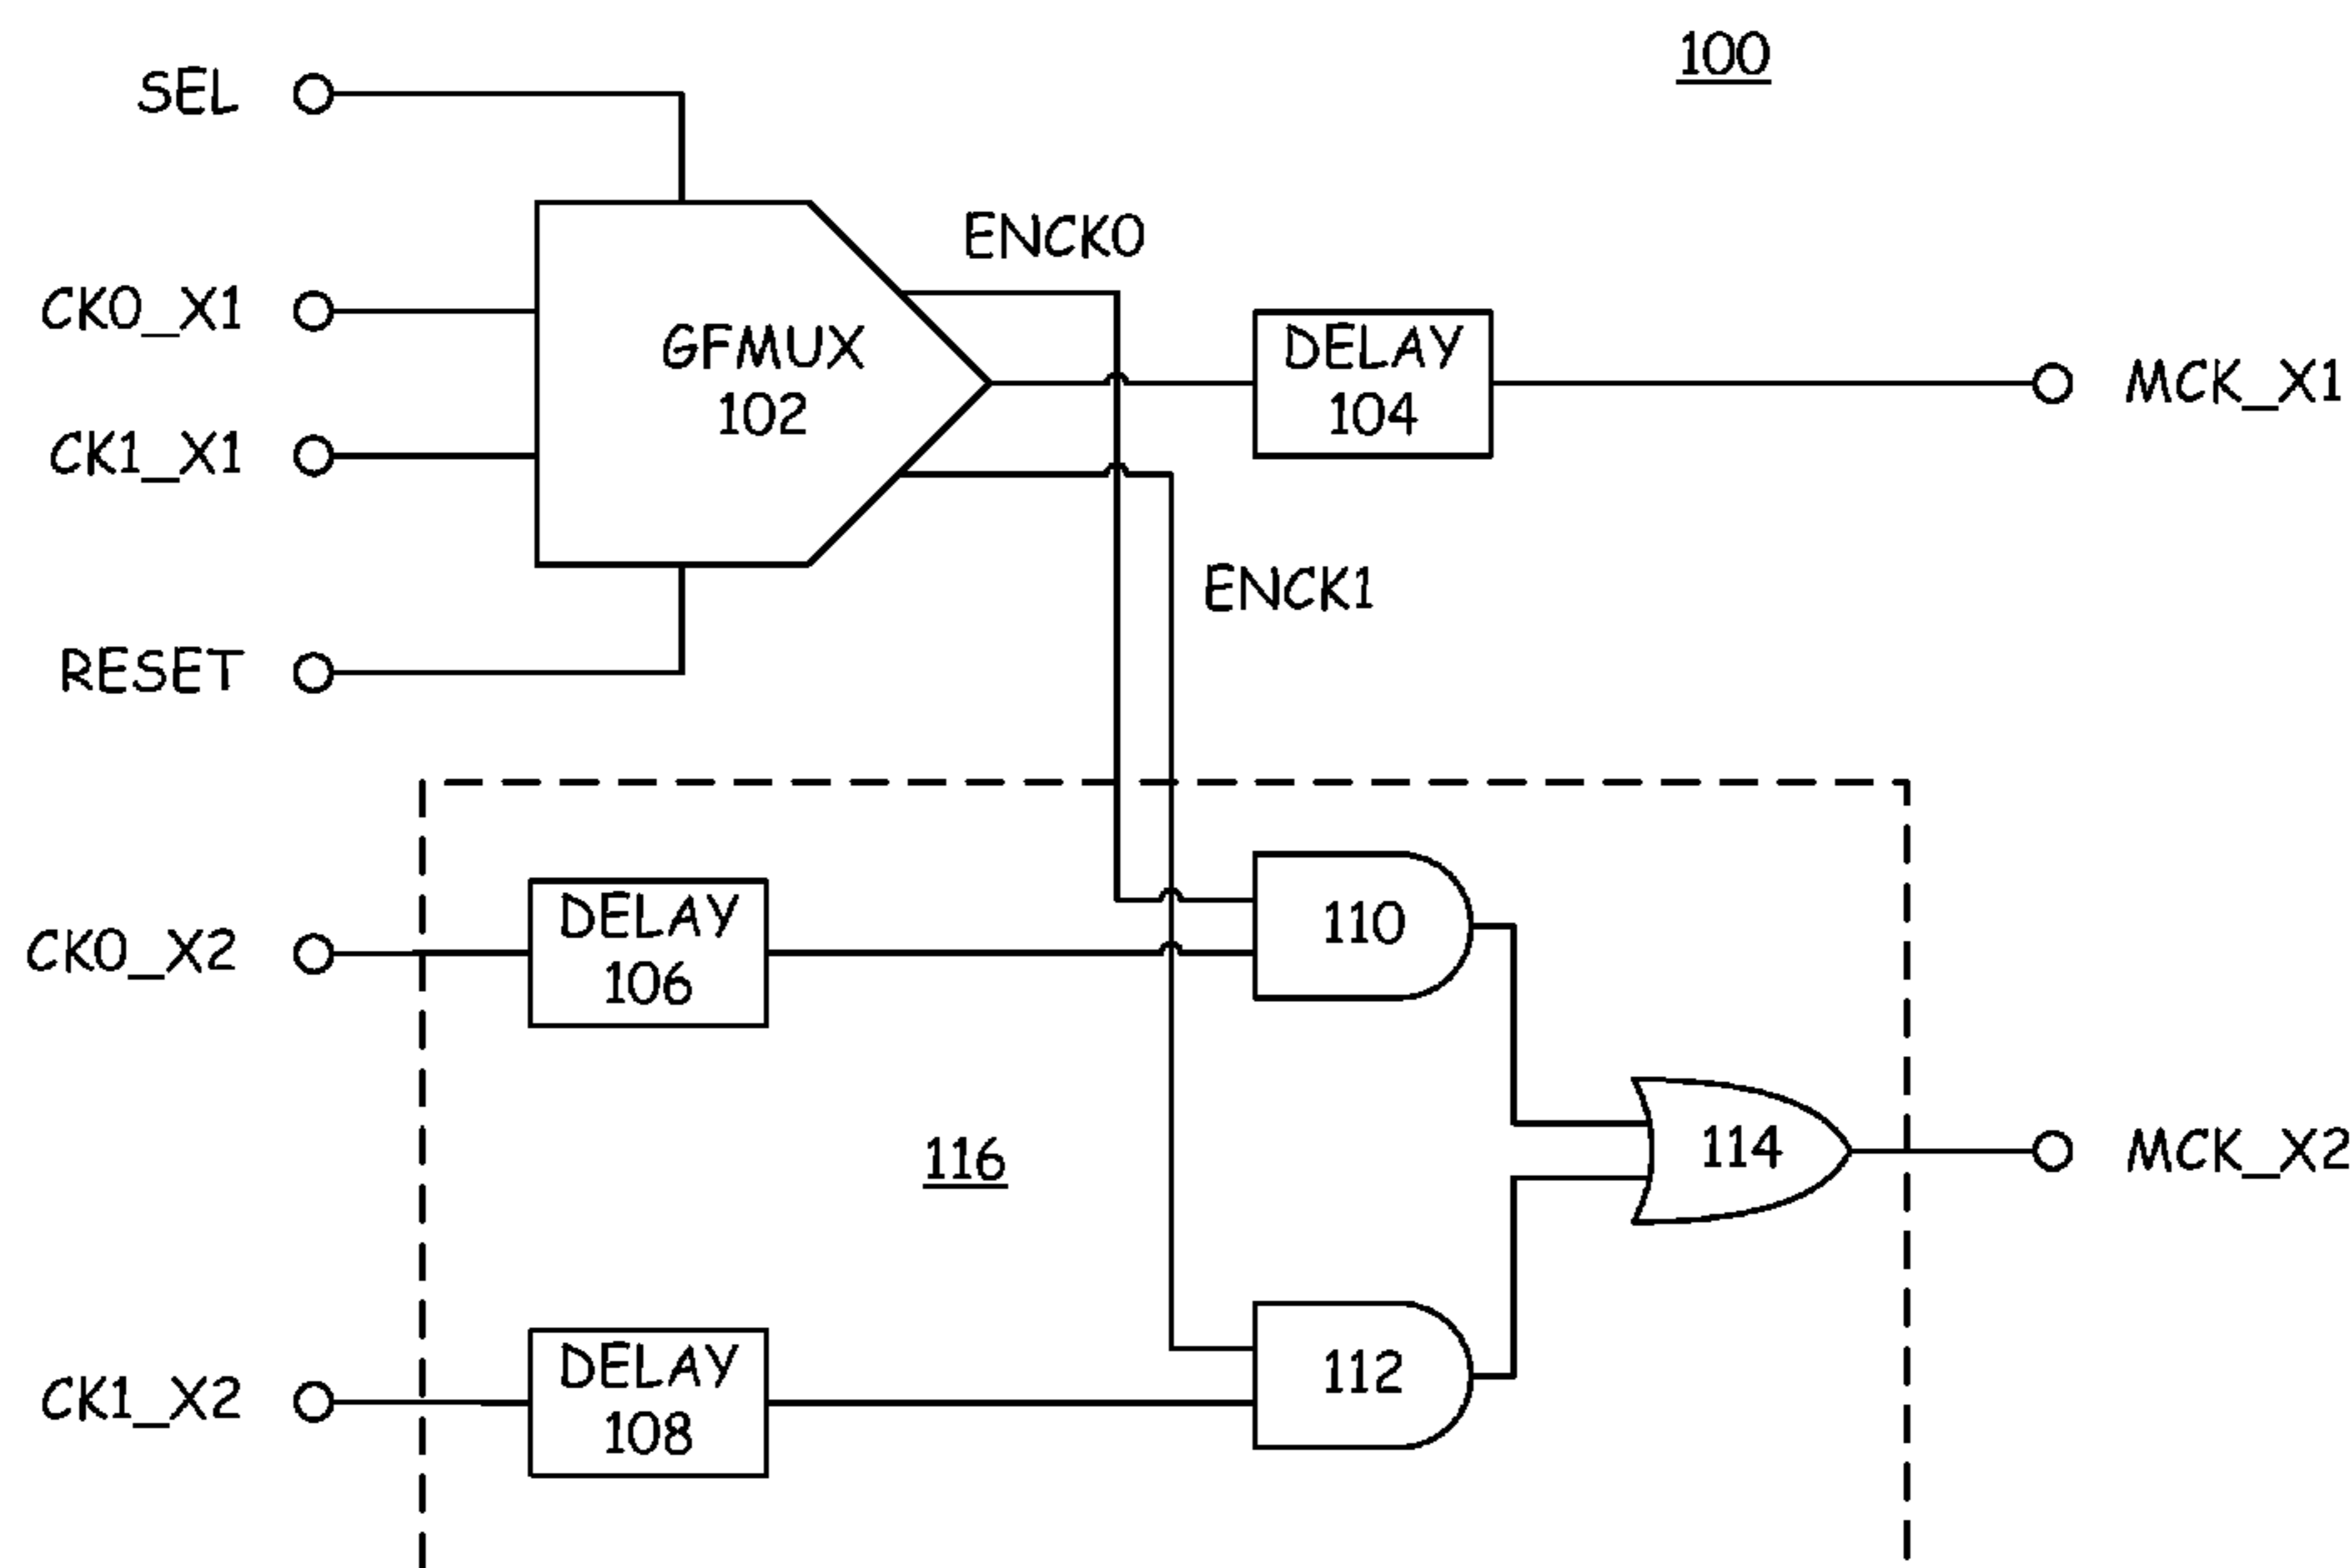 100
SEL
ENCK0
CK0_X1
GFMUX
102
DELAY
104
MCK_X1
CK1_X1
ENCK1
RESET
CK0_X2
DELAY
106
110
116
114
MCK_X2
CK1_X2
DELAY
108
112